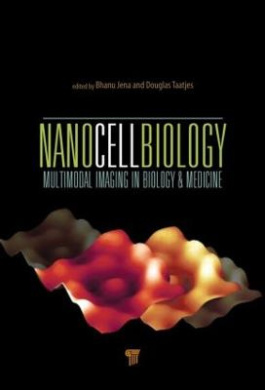 edited by Bhanu Jena and Douglas Taatjes
NANOCELLBIOLOGY
MULTIMODAL IMAGING IN BIOLOGY & MEDICINE